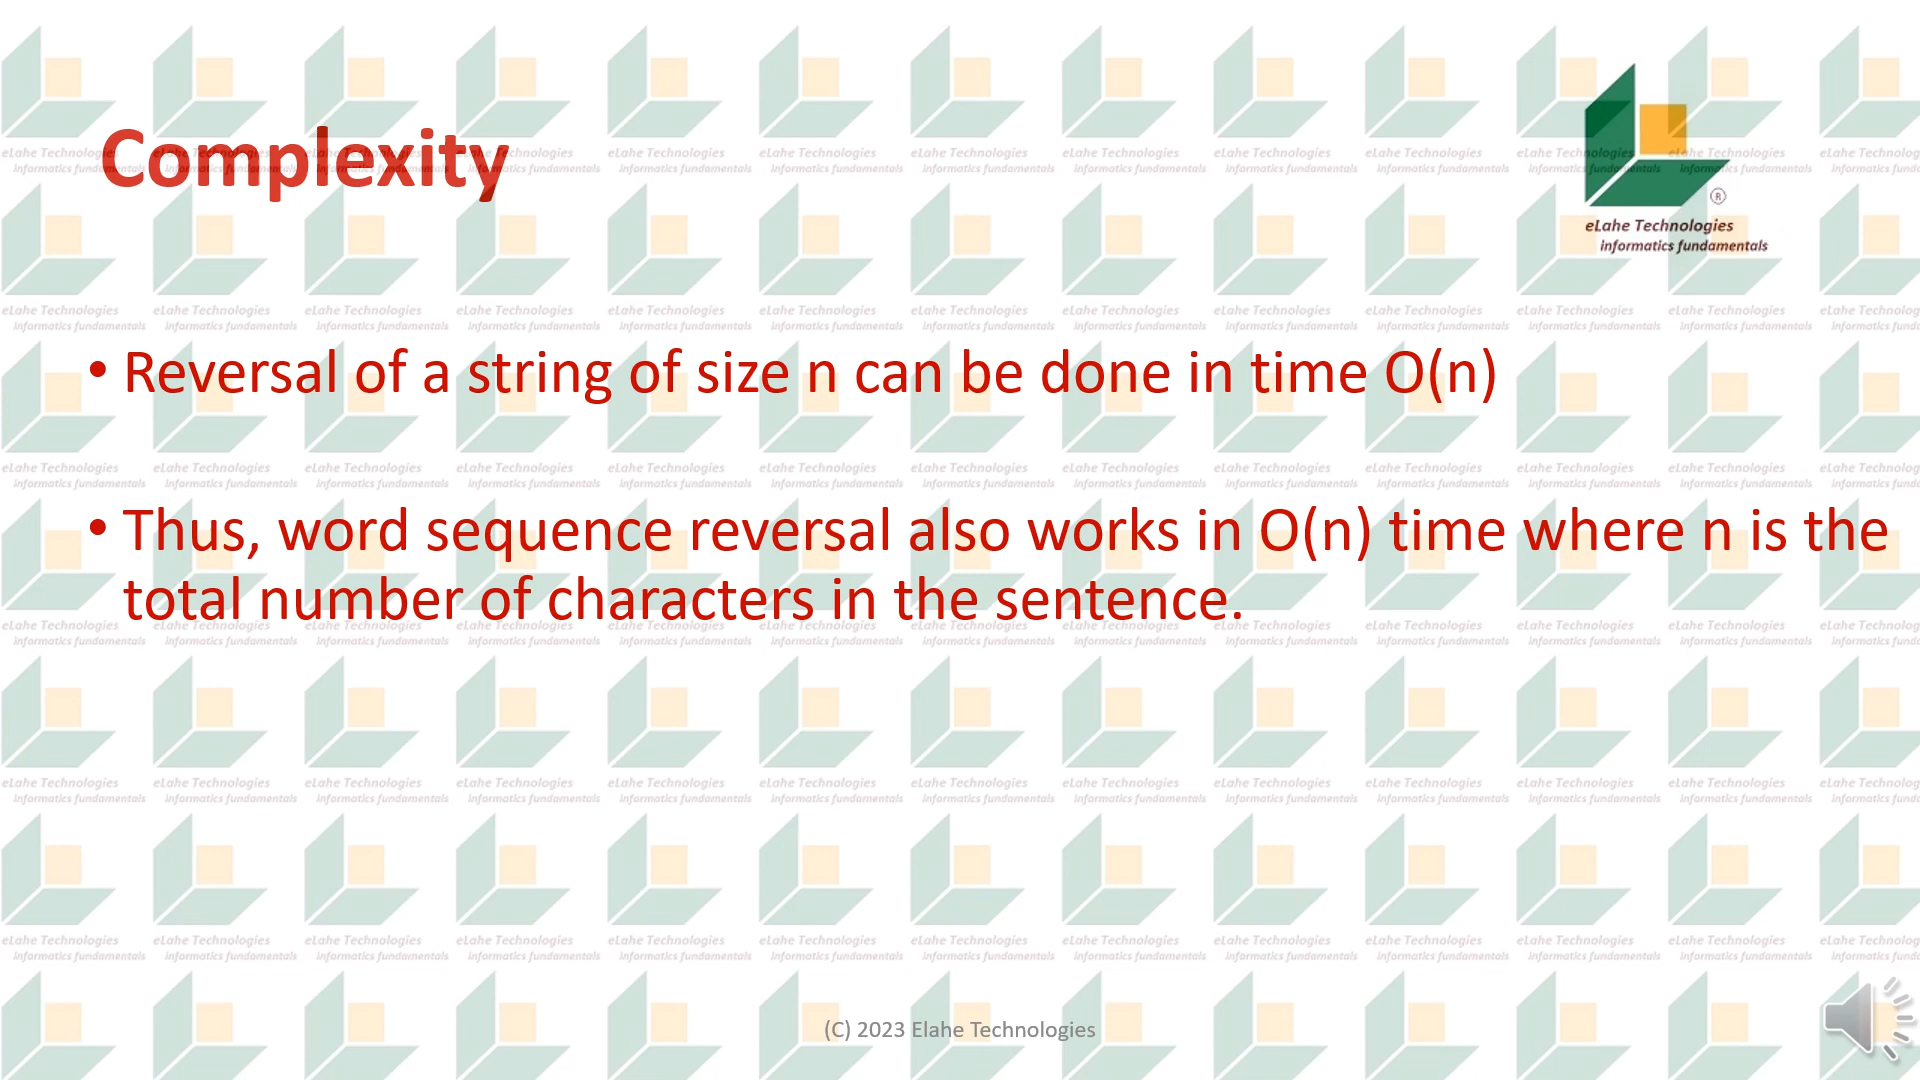 Complexity
eLahe Technologies
informatics fundamentals
• Reversal of a string of size n can be done in time O(n)
• Thus, word sequence reversal also works in O(n) time where n is the
total number of characters in the sentence.
(C) 2023 Elahe Technologies